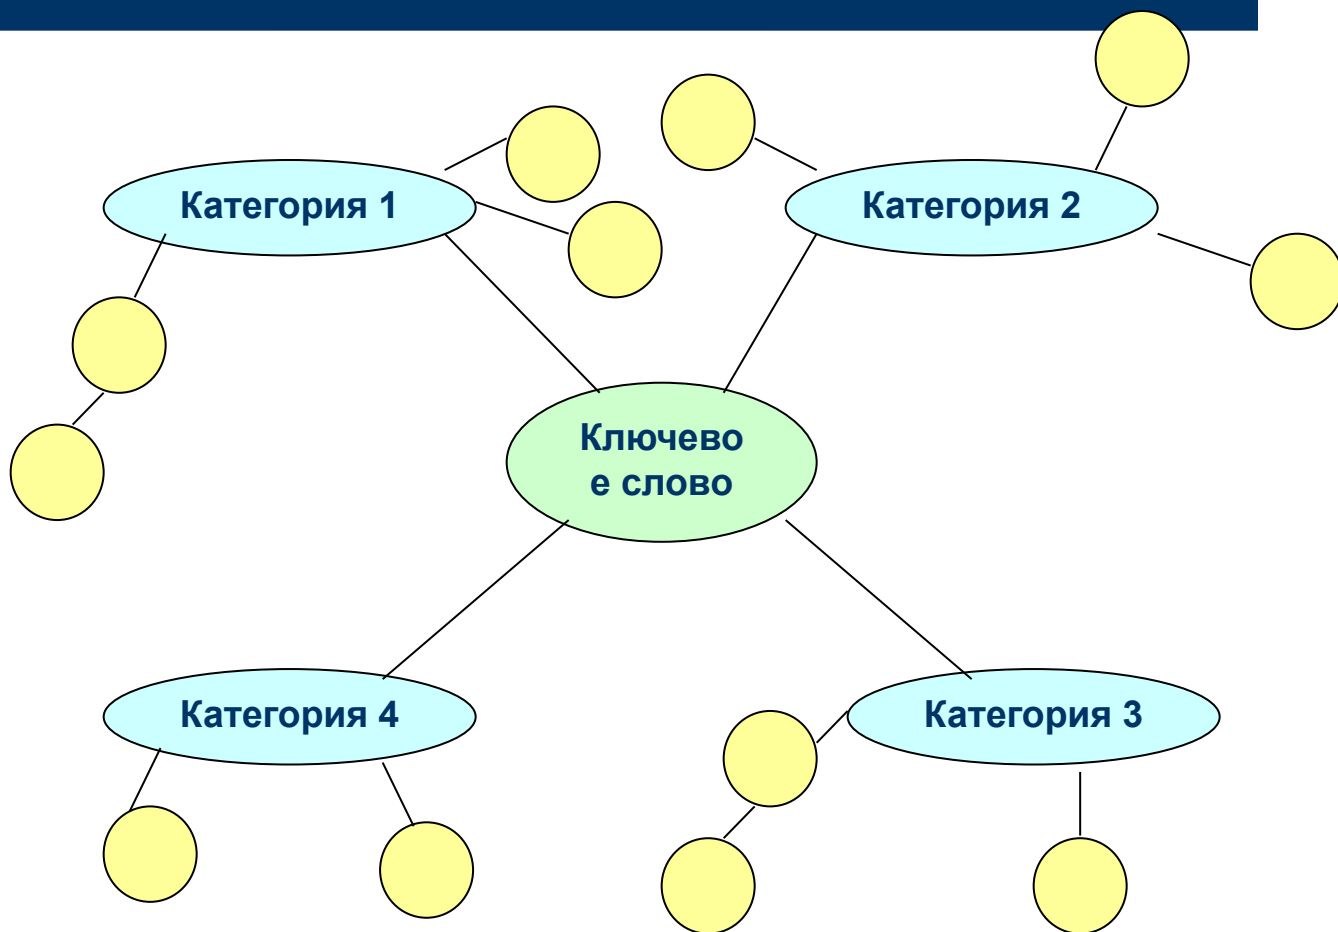 Категория 1
Категория 2
Ключево
е слово
Категория 4
Категория 3